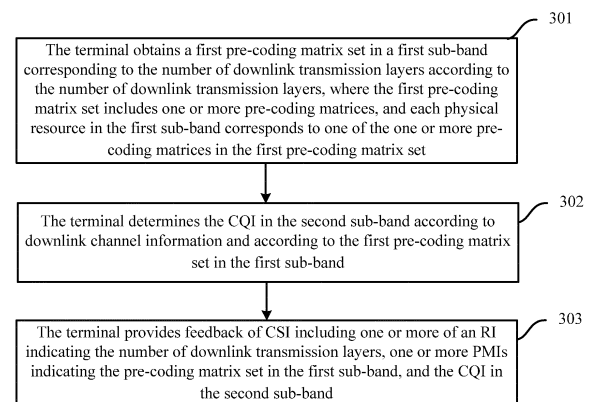 301
The terminal obtains a first pre-coding matrix set in a first sub-band
corresponding to the number of downlink transmission layers according to
the number of downlink transmission layers, where the first pre-coding
matrix set includes one or more pre-coding matrices, and each physical
resource in the first sub-band corresponds to one of the one or more pre-
coding matrices in the first pre-coding matrix set
302
The terminal determines the CQI in the second sub-band according to
downlink channel information and according to the first pre-coding matrix
set in the first sub-band
303
The terminal provides feedback of CSI including one or more of an RI
indicating the number of downlink transmission layers, one or more PMIs
indicating the pre-coding matrix set in the first sub-band, and the CQI in
the second sub-band